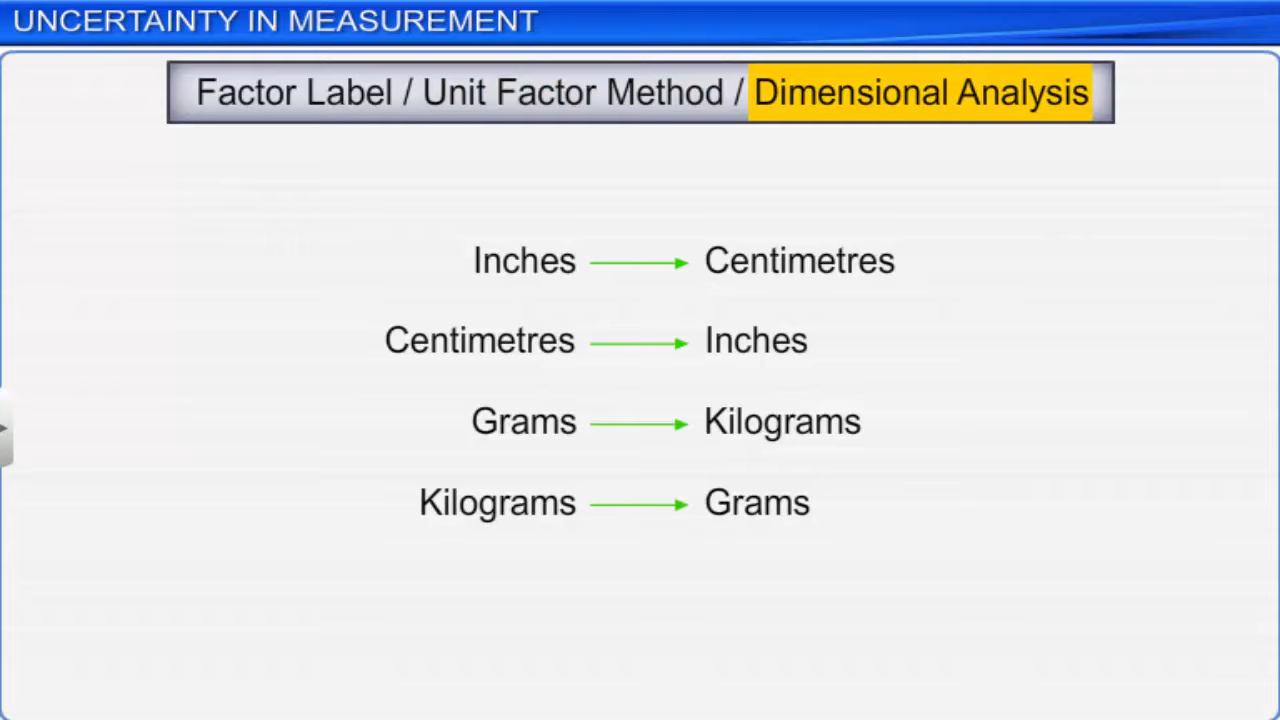 UNCERTAINTY IN MEASUREMENT
Factor Label / Unit Factor Method / Dimensional Analysis
Inches Centimetres
Centimetres Inches
Grams Kilograms
Kilograms Grams